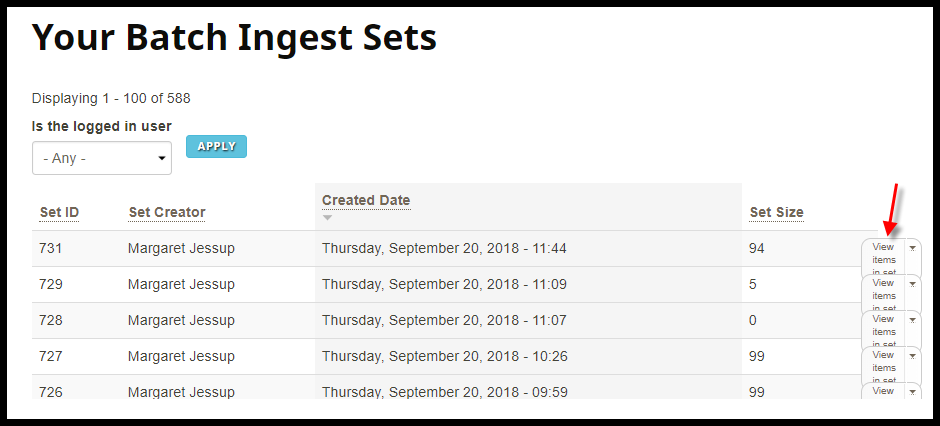 Your Batch Ingest Sets
Displaying 1 - 100 of 588
Is the logged in user
- Any -
APPLY
Set ID Set Creator Created Date Set Size
731 Margaret Jessup Thursday, September 20, 2018 - 11:44 94
View
items
in set
729 Margaret Jessup Thursday, September 20, 2018 - 11:09 5
View
items
in set
728 Margaret Jessup Thursday, September 20, 2018 - 11:07 0
View
items
in set
727 Margaret Jessup Thursday, September 20, 2018 - 10:26 99
View
items
in set
726 Margaret Jessup Thursday, September 20, 2018 - 09:59 99
View